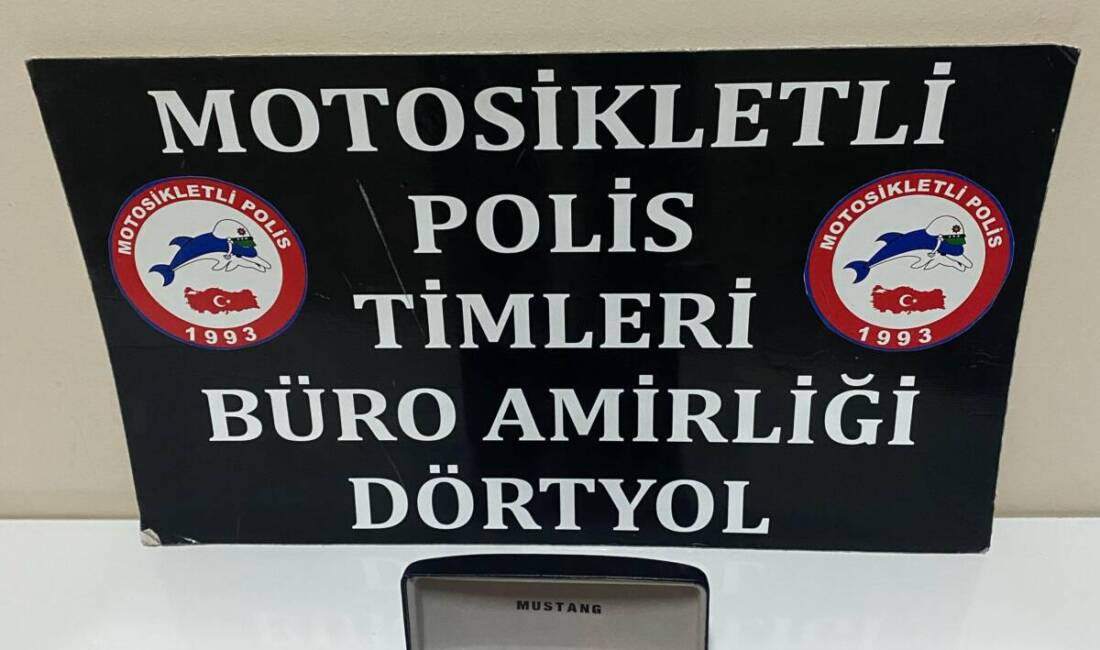 MOTOSİKLETLİ
POLİS
TİMLERİ
BÜRO AMİRLİĞİ
DÖRTYOL
MOTOSİKLETLİ POLİS
1993
MOTOSİKLETLİ POLİS
1993
MUSTANG